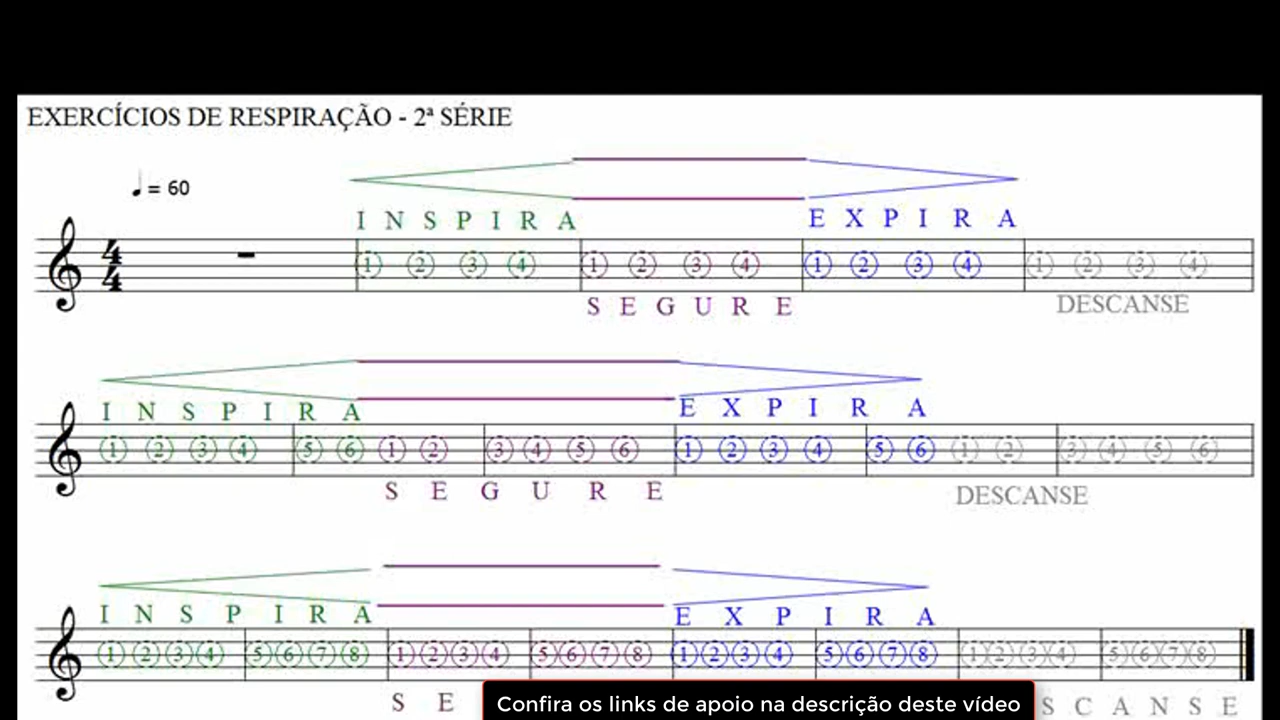 EXERCÍCIOS DE RESPIRAÇÃO - 2ª SÉRIE
♩ = 60
I N S P I R A E X P I R A
4 4 1 2 3 4 1 2 3 4 1 2 3 4 1 2 3 4
S E G U R E DESCANSE
I N S P I R A E X P I R A
1 2 3 4 5 6 1 2 3 4 5 6 1 2 3 4 5 6 1 2 3 4 5 6
S E G U R E DESCANSE
I N S P I R A E X P I R A
1 2 3 4 5 6 7 8 1 2 3 4 5 6 7 8 1 2 3 4 5 6 7 8 1 2 3 4 5 6 7 8
S E S C A N S E
Confira os links de apoio na descrição deste vídeo